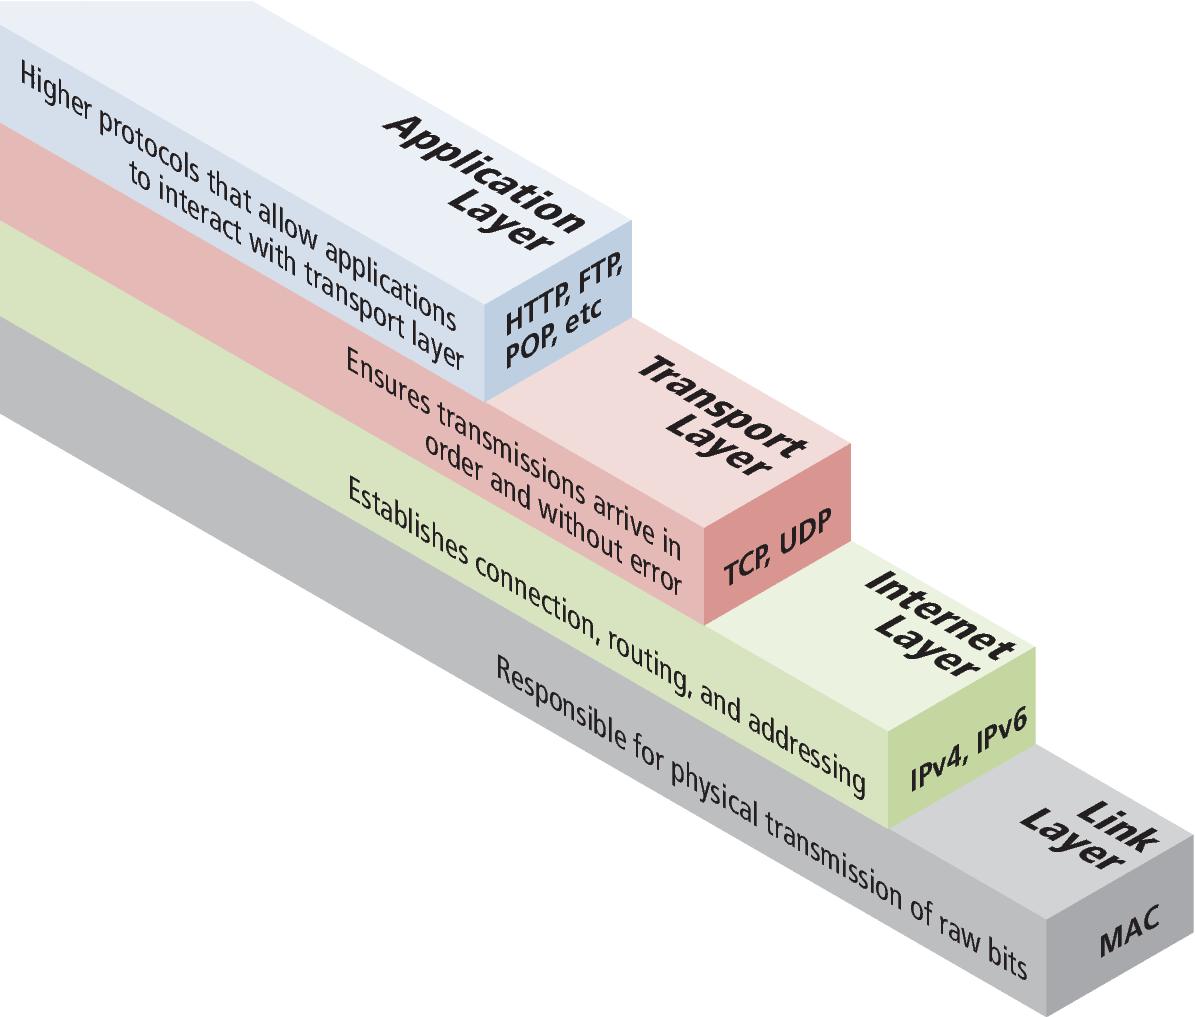 Higher protocols that allow applications
to interact with transport layer
Application
Layer
HTTP, FTP,
POP, etc
Ensures transmissions arrive in
order and without error
Transport
Layer
TCP, UDP
Establishes connection, routing, and addressing
Internet
Layer
IPv4, IPv6
Responsible for physical transmission of raw bits
Link
Layer
MAC